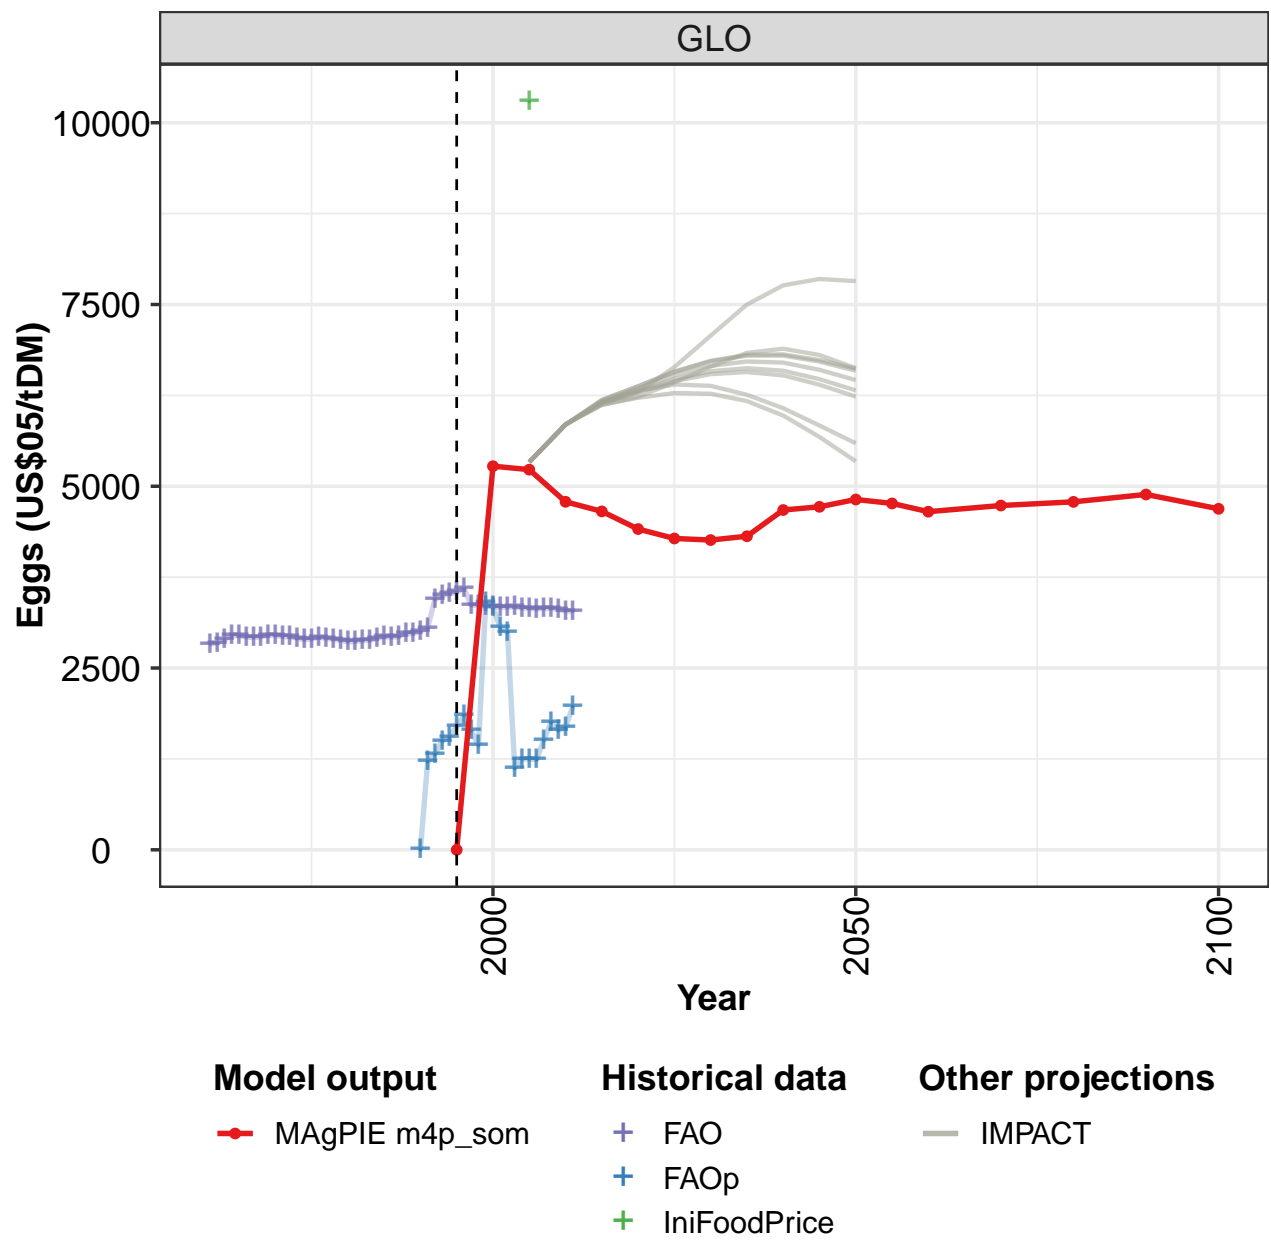 GLO
10000
7500
5000
2500
0
Eggs (US$05/tDM)
2000
2050
2100
Year
Model output
MAgPIE m4p_som
Historical data
FAO
FAOp
IniFoodPrice
Other projections
IMPACT